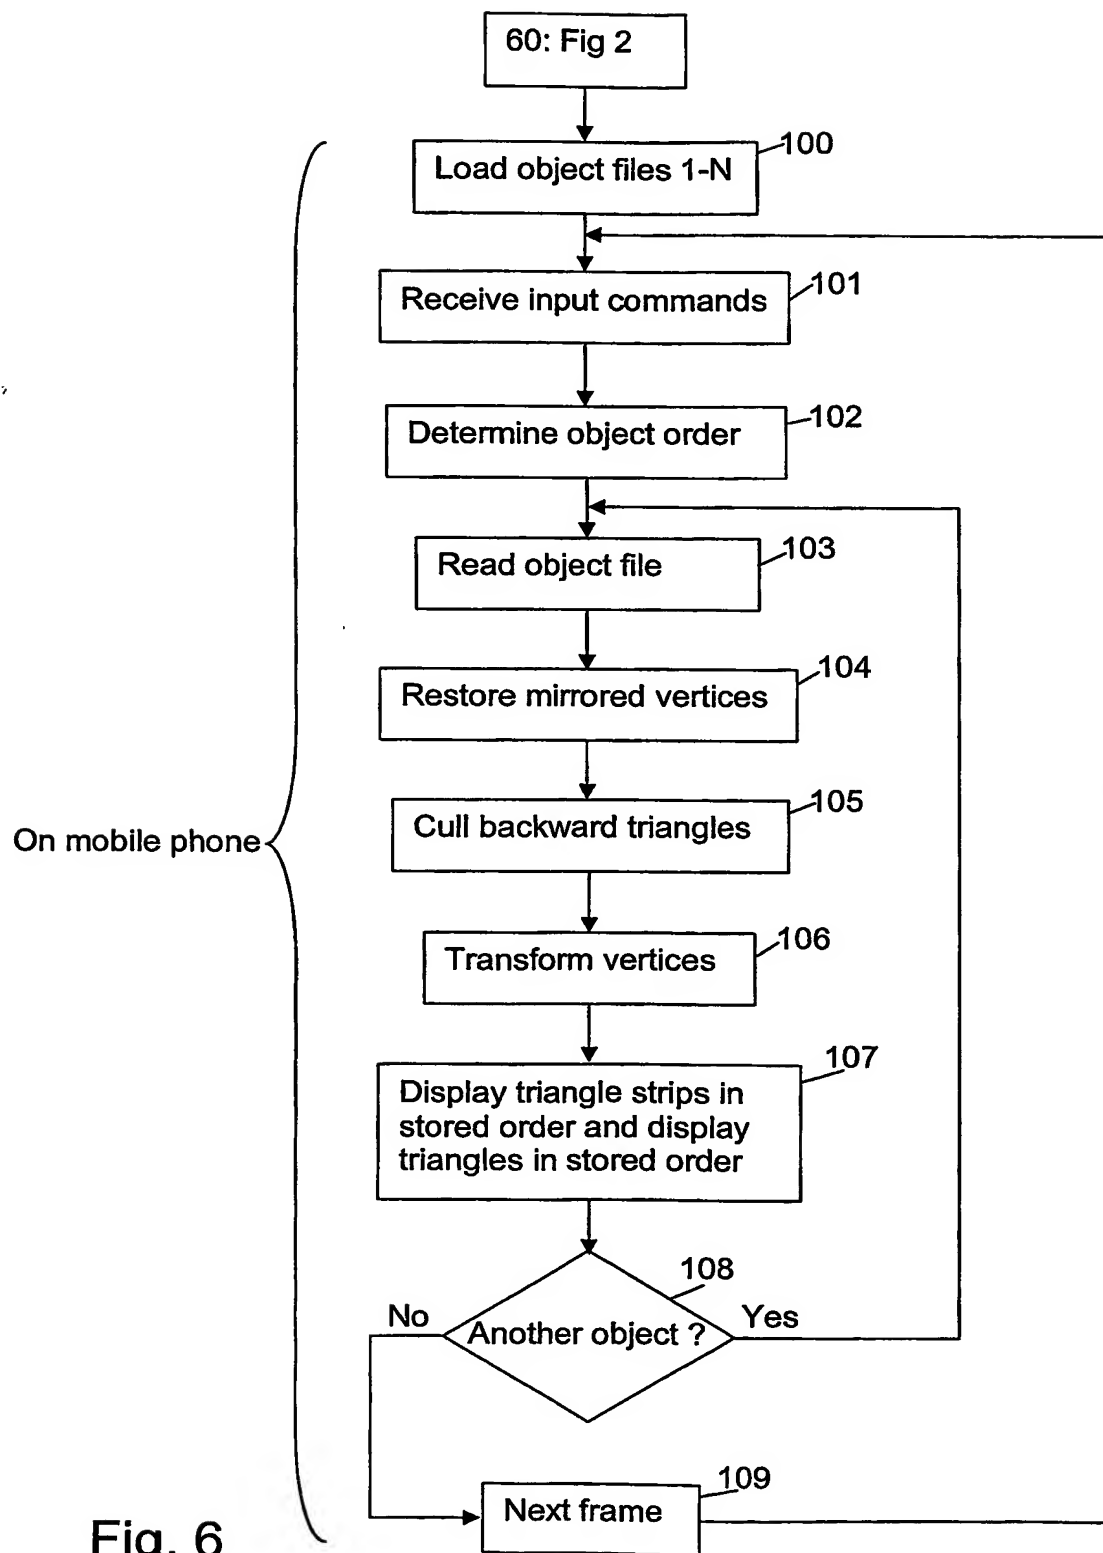 60: Fig 2
100
Load object files 1-N
101
Receive input commands
102
Determine object order
103
Read object file
104
Restore mirrored vertices
105
Cull backward triangles
On mobile phone
106
Transform vertices
107
Display triangle strips in
stored order and display
triangles in stored order
108
No
Another object ?
Yes
109
Next frame
Fig. 6